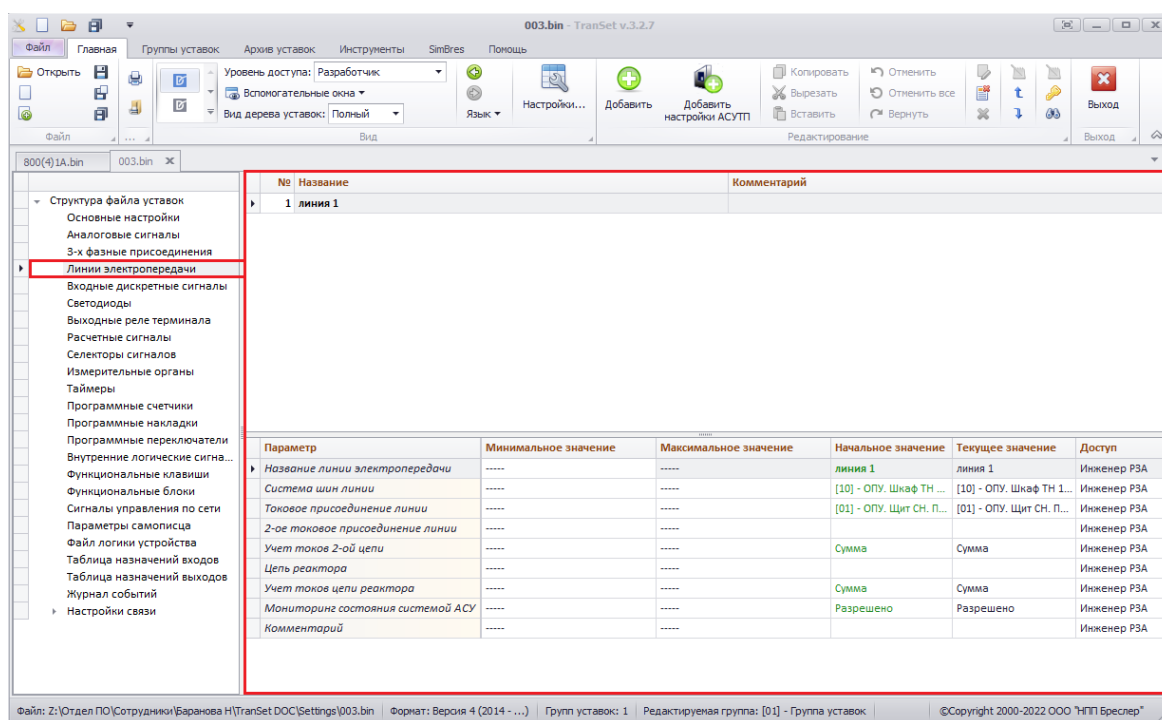 003.bin - TranSet v.3.2.7
Файл Главная Группы уставок Архив уставок Инструменты SimBres Помощь
Открыть Уровень доступа: Разработчик Настройки... Добавить Добавить настройки АСУТП Копировать Отменить Выход
Вспомогательные окна Вырезать Отменить все
Вид дерева уставок: Полный Язык Вставить Вернуть
Файл ... Вид Редактирование Выход
800(4)1A.bin 003.bin
№ Название Комментарий
1 линия 1
Структура файла уставок
Основные настройки
Аналоговые сигналы
3-х фазные присоединения
Линии электропередачи
Входные дискретные сигналы
Светодиоды
Выходные реле терминала
Расчетные сигналы
Селекторы сигналов
Измерительные органы
Таймеры
Программные счетчики
Программные накладки
Программные переключатели
Внутренние логические сигна...
Функциональные клавиши
Функциональные блоки
Сигналы управления по сети
Параметры самописца
Файл логики устройства
Таблица назначений входов
Таблица назначений выходов
Журнал событий
Настройки связи
Параметр Минимальное значение Максимальное значение Начальное значение Текущее значение Доступ
Название линии электропередачи ----- ----- линия 1 линия 1 Инженер РЗА
Система шин линии ----- ----- [10] - ОПУ. Шкаф ТН ... [10] - ОПУ. Шкаф ТН 1... Инженер РЗА
Токовое присоединение линии ----- ----- [01] - ОПУ. Щит СН. П... [01] - ОПУ. Щит СН. П... Инженер РЗА
2-ое токовое присоединение линии ----- ----- Инженер РЗА
Учет токов 2-ой цепи ----- ----- Сумма Сумма Инженер РЗА
Цепь реактора ----- ----- Инженер РЗА
Учет токов цепи реактора ----- ----- Сумма Сумма Инженер РЗА
Мониторинг состояния системой АСУ ----- ----- Разрешено Разрешено Инженер РЗА
Комментарий ----- ----- Инженер РЗА
Файл: Z:\Отдел ПО\Сотрудники\Баранова Н\TranSet DOC\Settings\003.bin Формат: Версия 4 (2014 - ...) Групп уставок: 1 Редактируемая группа: [01] - Группа уставок ©Copyright 2000-2022 ООО "НПП Бреслер"